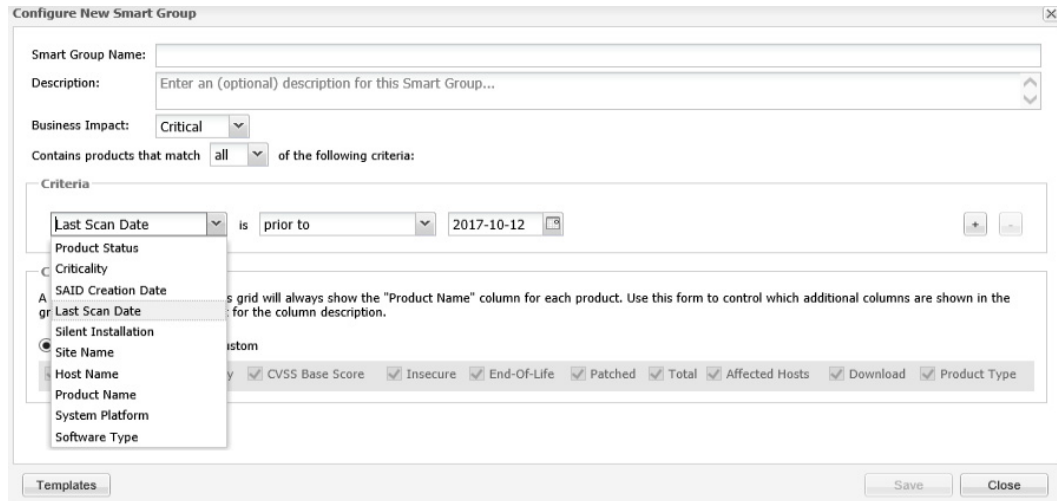 Configure New Smart Group
Smart Group Name:
Description: Enter an (optional) description for this Smart Group...
Business Impact: Critical
Contains products that match all of the following criteria:
Criteria
Last Scan Date is prior to 2017-10-12 + -
Product Status
Criticality
SAID Creation Date
Last Scan Date
Silent Installation
Site Name
Host Name
Product Name
System Platform
Software Type
C
A s grid will always show the "Product Name" column for each product. Use this form to control which additional columns are shown in the
gr for the column description.
stom
y CVSS Base Score Insecure End-Of-Life Patched Total Affected Hosts Download Product Type
Templates Save Close